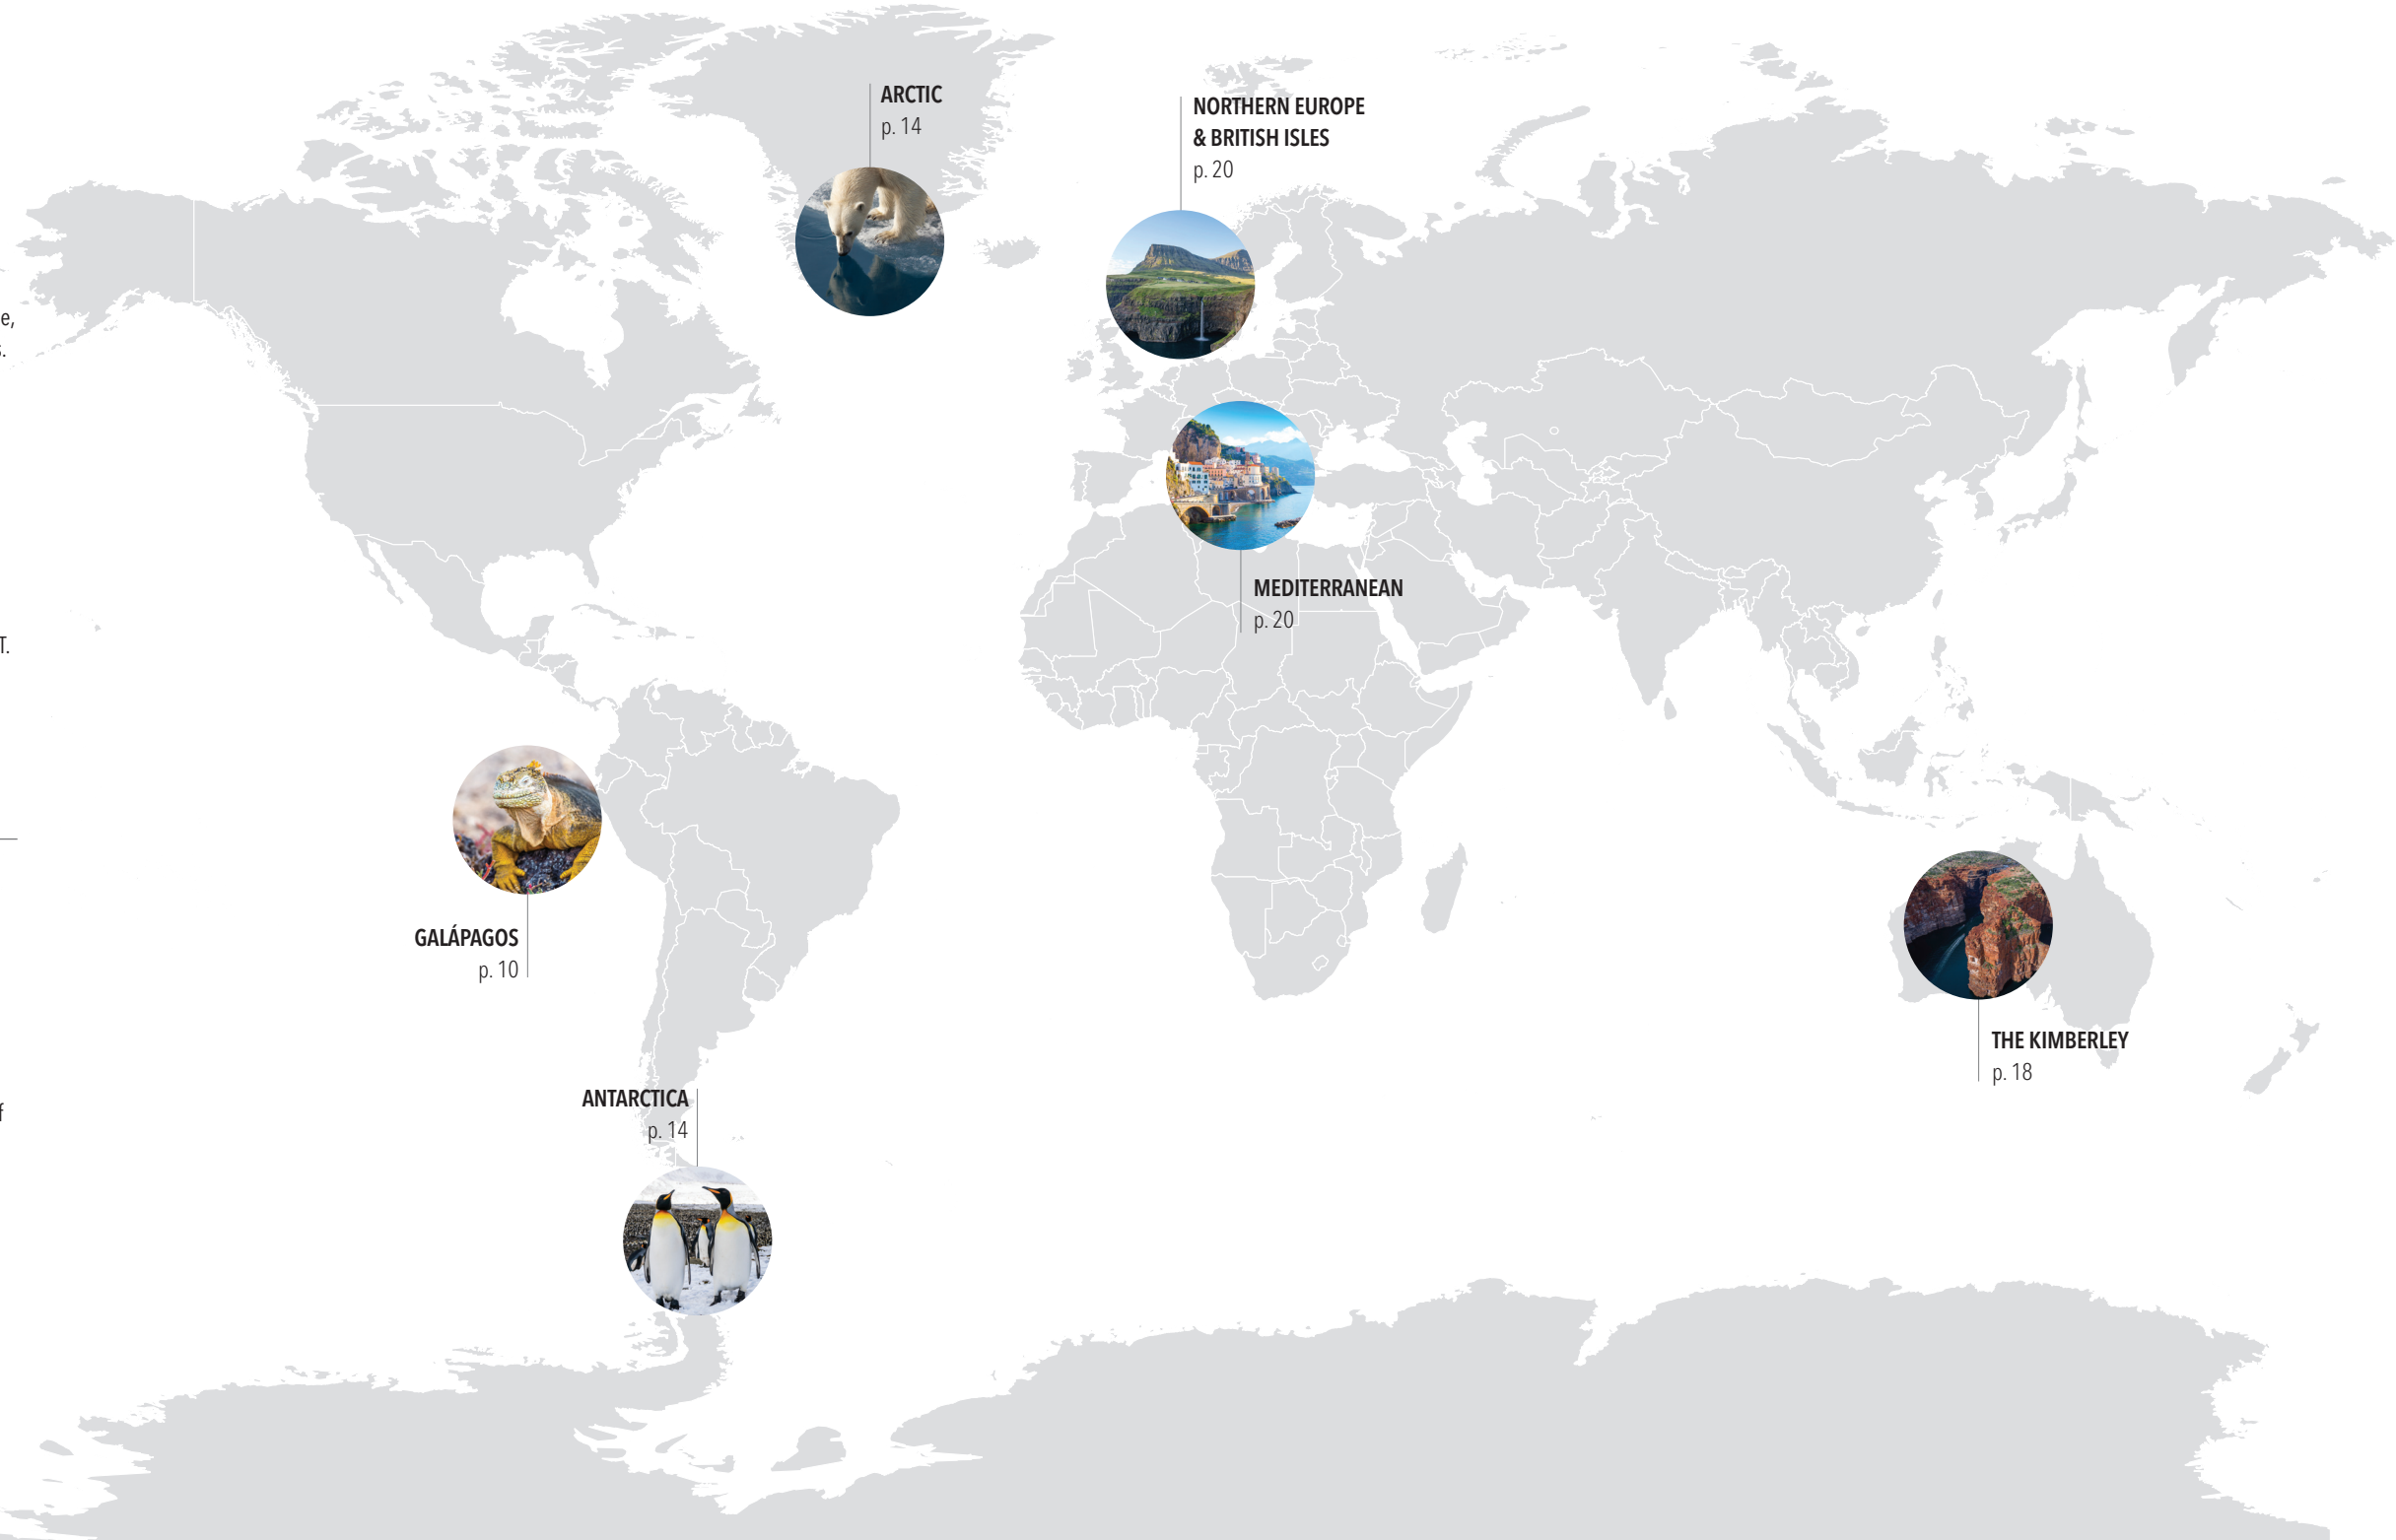 ARCTIC
p. 14
NORTHERN EUROPE
& BRITISH ISLES
p. 20
MEDITERRANEAN
p. 20
GALÁPAGOS
p. 10
THE KIMBERLEY
p. 18
ANTARCTICA
p. 14